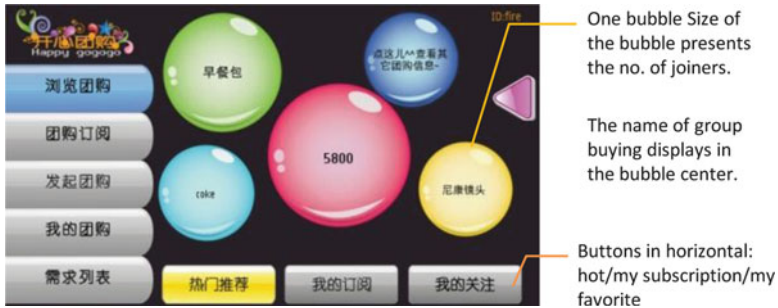 开心团购
Happy gogogo
ID:fire
浏览团购
团购订阅
发起团购
我的团购
需求列表
早餐包
点这儿^^查看其
它团购信息~
5800
coke
尼康镜头
热门推荐
我的订阅
我的关注
One bubble Size of
the bubble presents
the no. of joiners.
The name of group
buying displays in
the bubble center.
Buttons in horizontal:
hot/my subscription/my
favorite